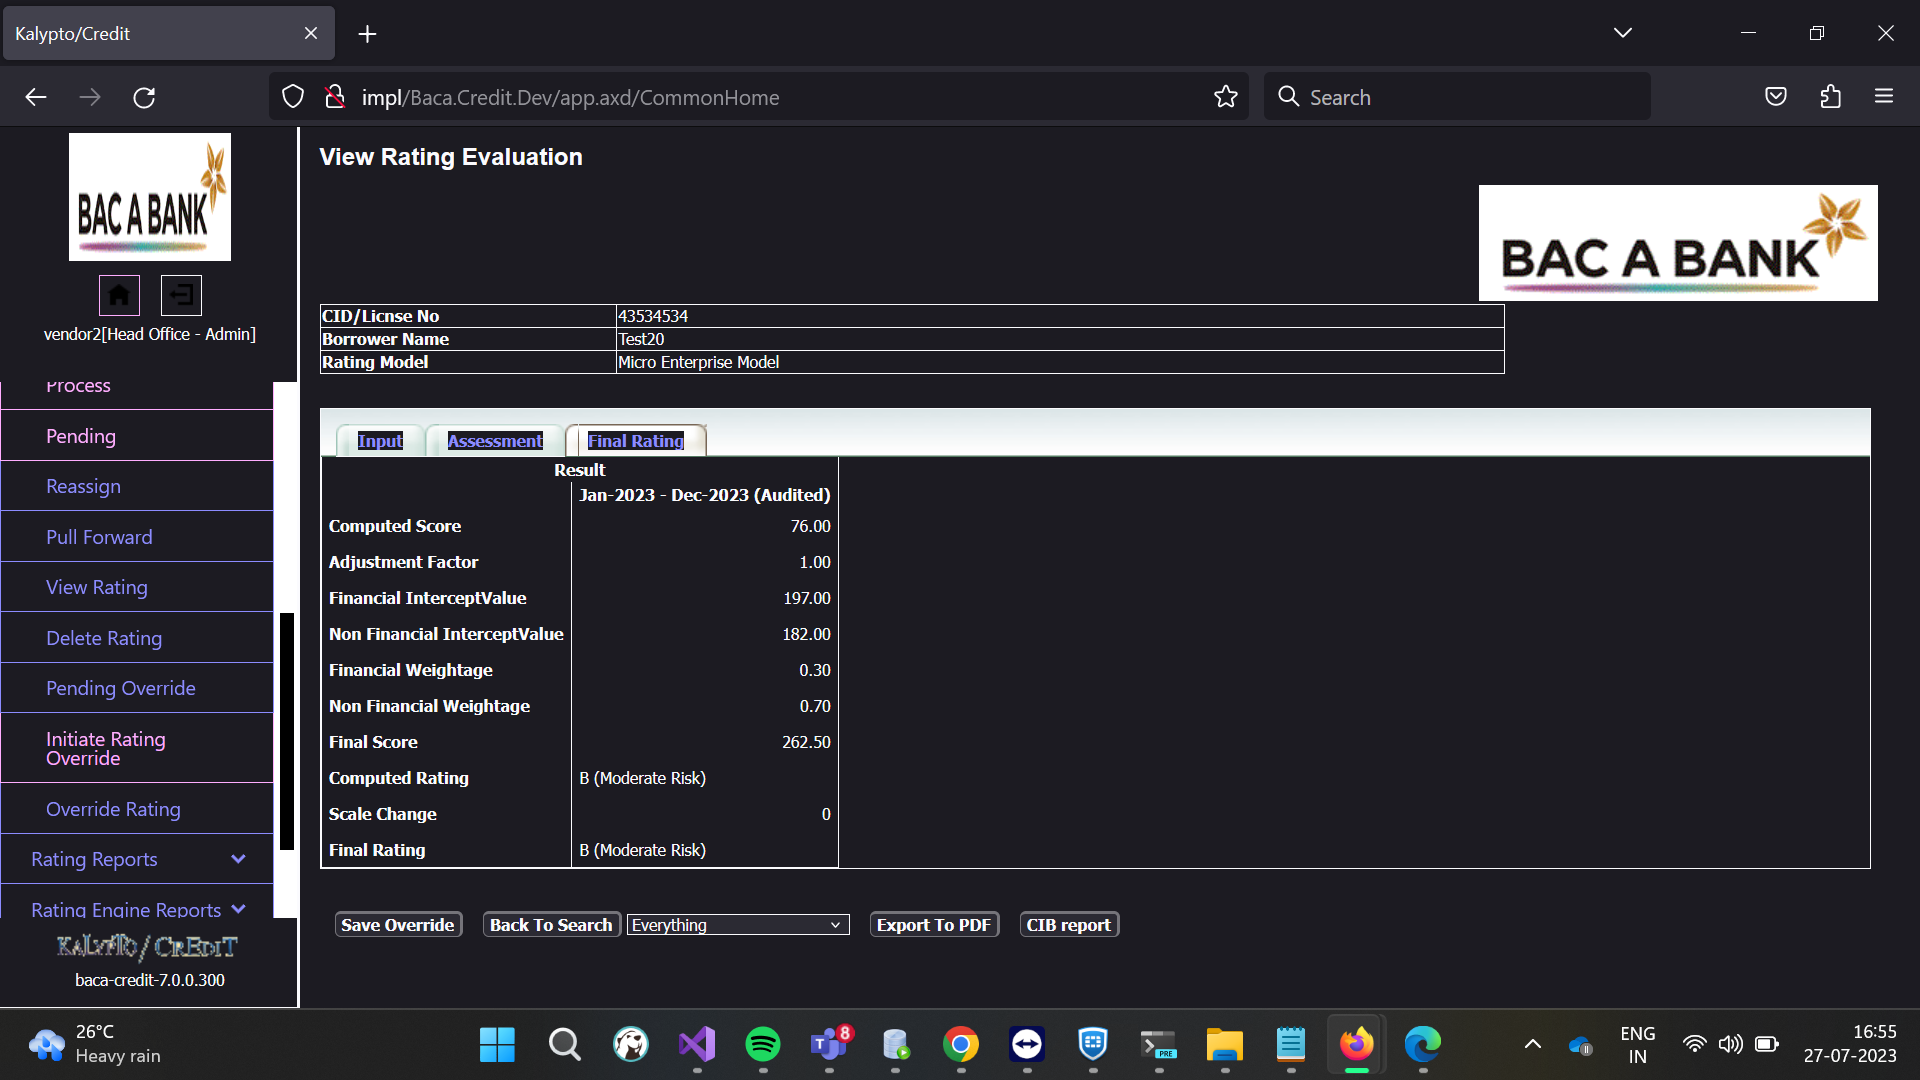 Kalypto/Credit
impl/Baca.Credit.Dev/app.axd/CommonHome
Search
BAC A BANK
vendor2[Head Office - Admin]
Process
Pending
Reassign
Pull Forward
View Rating
Delete Rating
Pending Override
Initiate Rating
Override
Override Rating
Rating Reports
Rating Engine Reports
KALYPTO/CREDIT
baca-credit-7.0.0.300
View Rating Evaluation
BAC A BANK
CID/Licnse No 43534534
Borrower Name Test20
Rating Model Micro Enterprise Model
Input Assessment Final Rating
Result
Jan-2023 - Dec-2023 (Audited)
Computed Score 76.00
Adjustment Factor 1.00
Financial InterceptValue 197.00
Non Financial InterceptValue 182.00
Financial Weightage 0.30
Non Financial Weightage 0.70
Final Score 262.50
Computed Rating B (Moderate Risk)
Scale Change 0
Final Rating B (Moderate Risk)
Save Override Back To Search Everything Export To PDF CIB report
26°C
Heavy rain
8
PRE
ENG
IN
16:55
27-07-2023